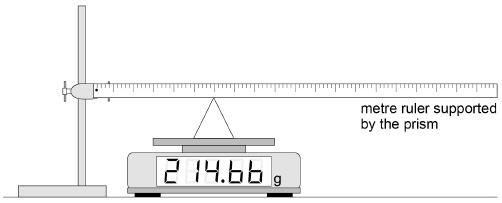 metre ruler supported
by the prism
214.66 g